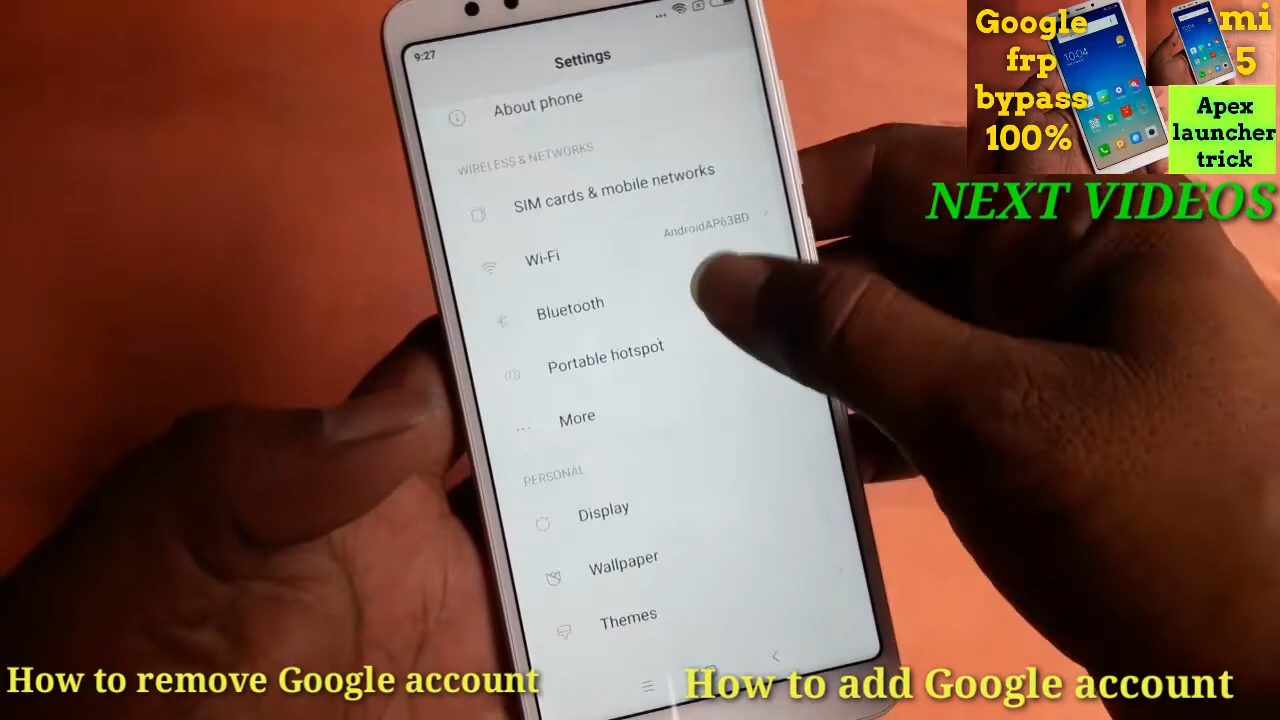 9:27
Settings
About phone
WIRELESS & NETWORKS
SIM cards & mobile networks
Wi-Fi
AndroidAP63BD
Bluetooth
Portable hotspot
More
PERSONAL
Display
Wallpaper
Themes
Google
frp
bypass
100%
10:04
mi
5
Apex
launcher
trick
NEXT VIDEOS
How to remove Google account
How to add Google account